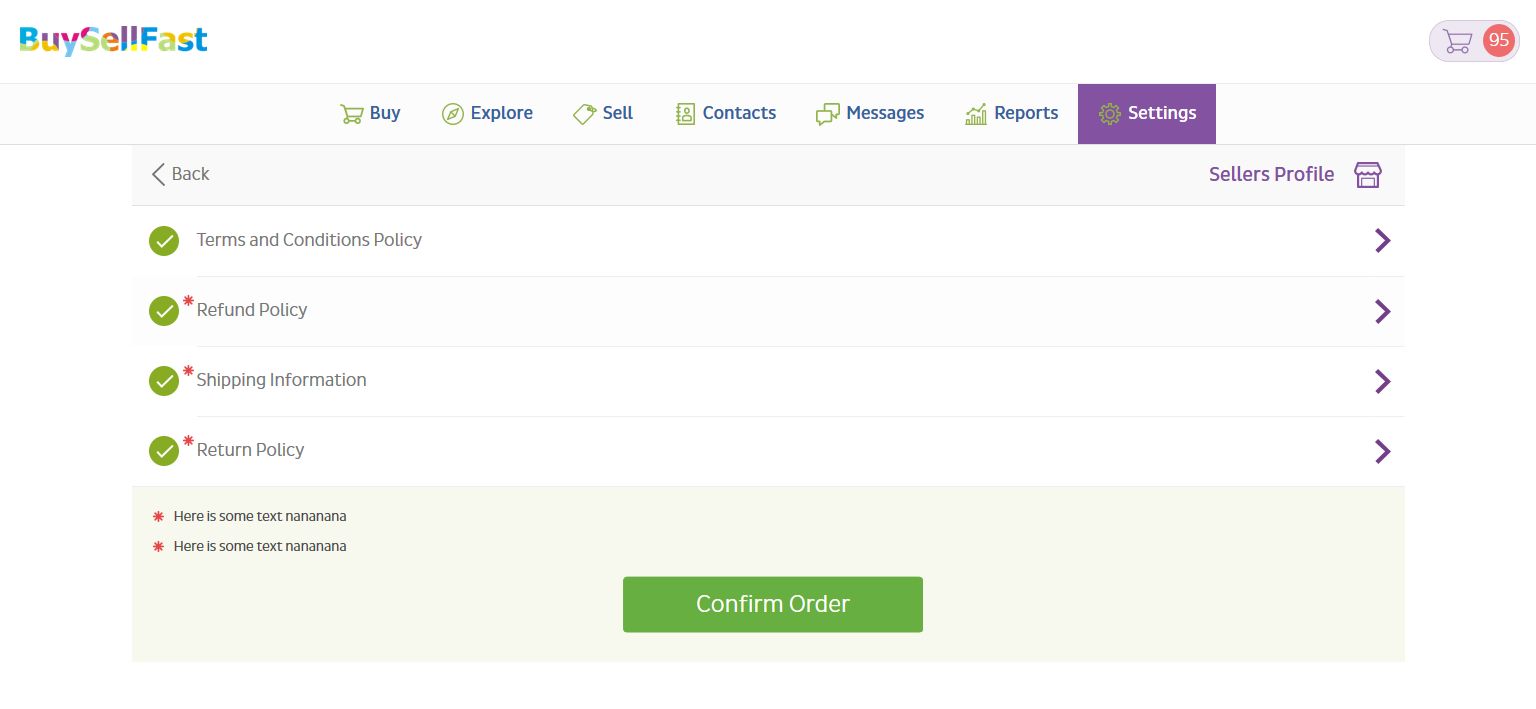 BuySellFast
95
Buy Explore Sell Contacts Messages Reports Settings
Back Sellers Profile
Terms and Conditions Policy
* Refund Policy
* Shipping Information
* Return Policy
* Here is some text nananana
* Here is some text nananana
Confirm Order